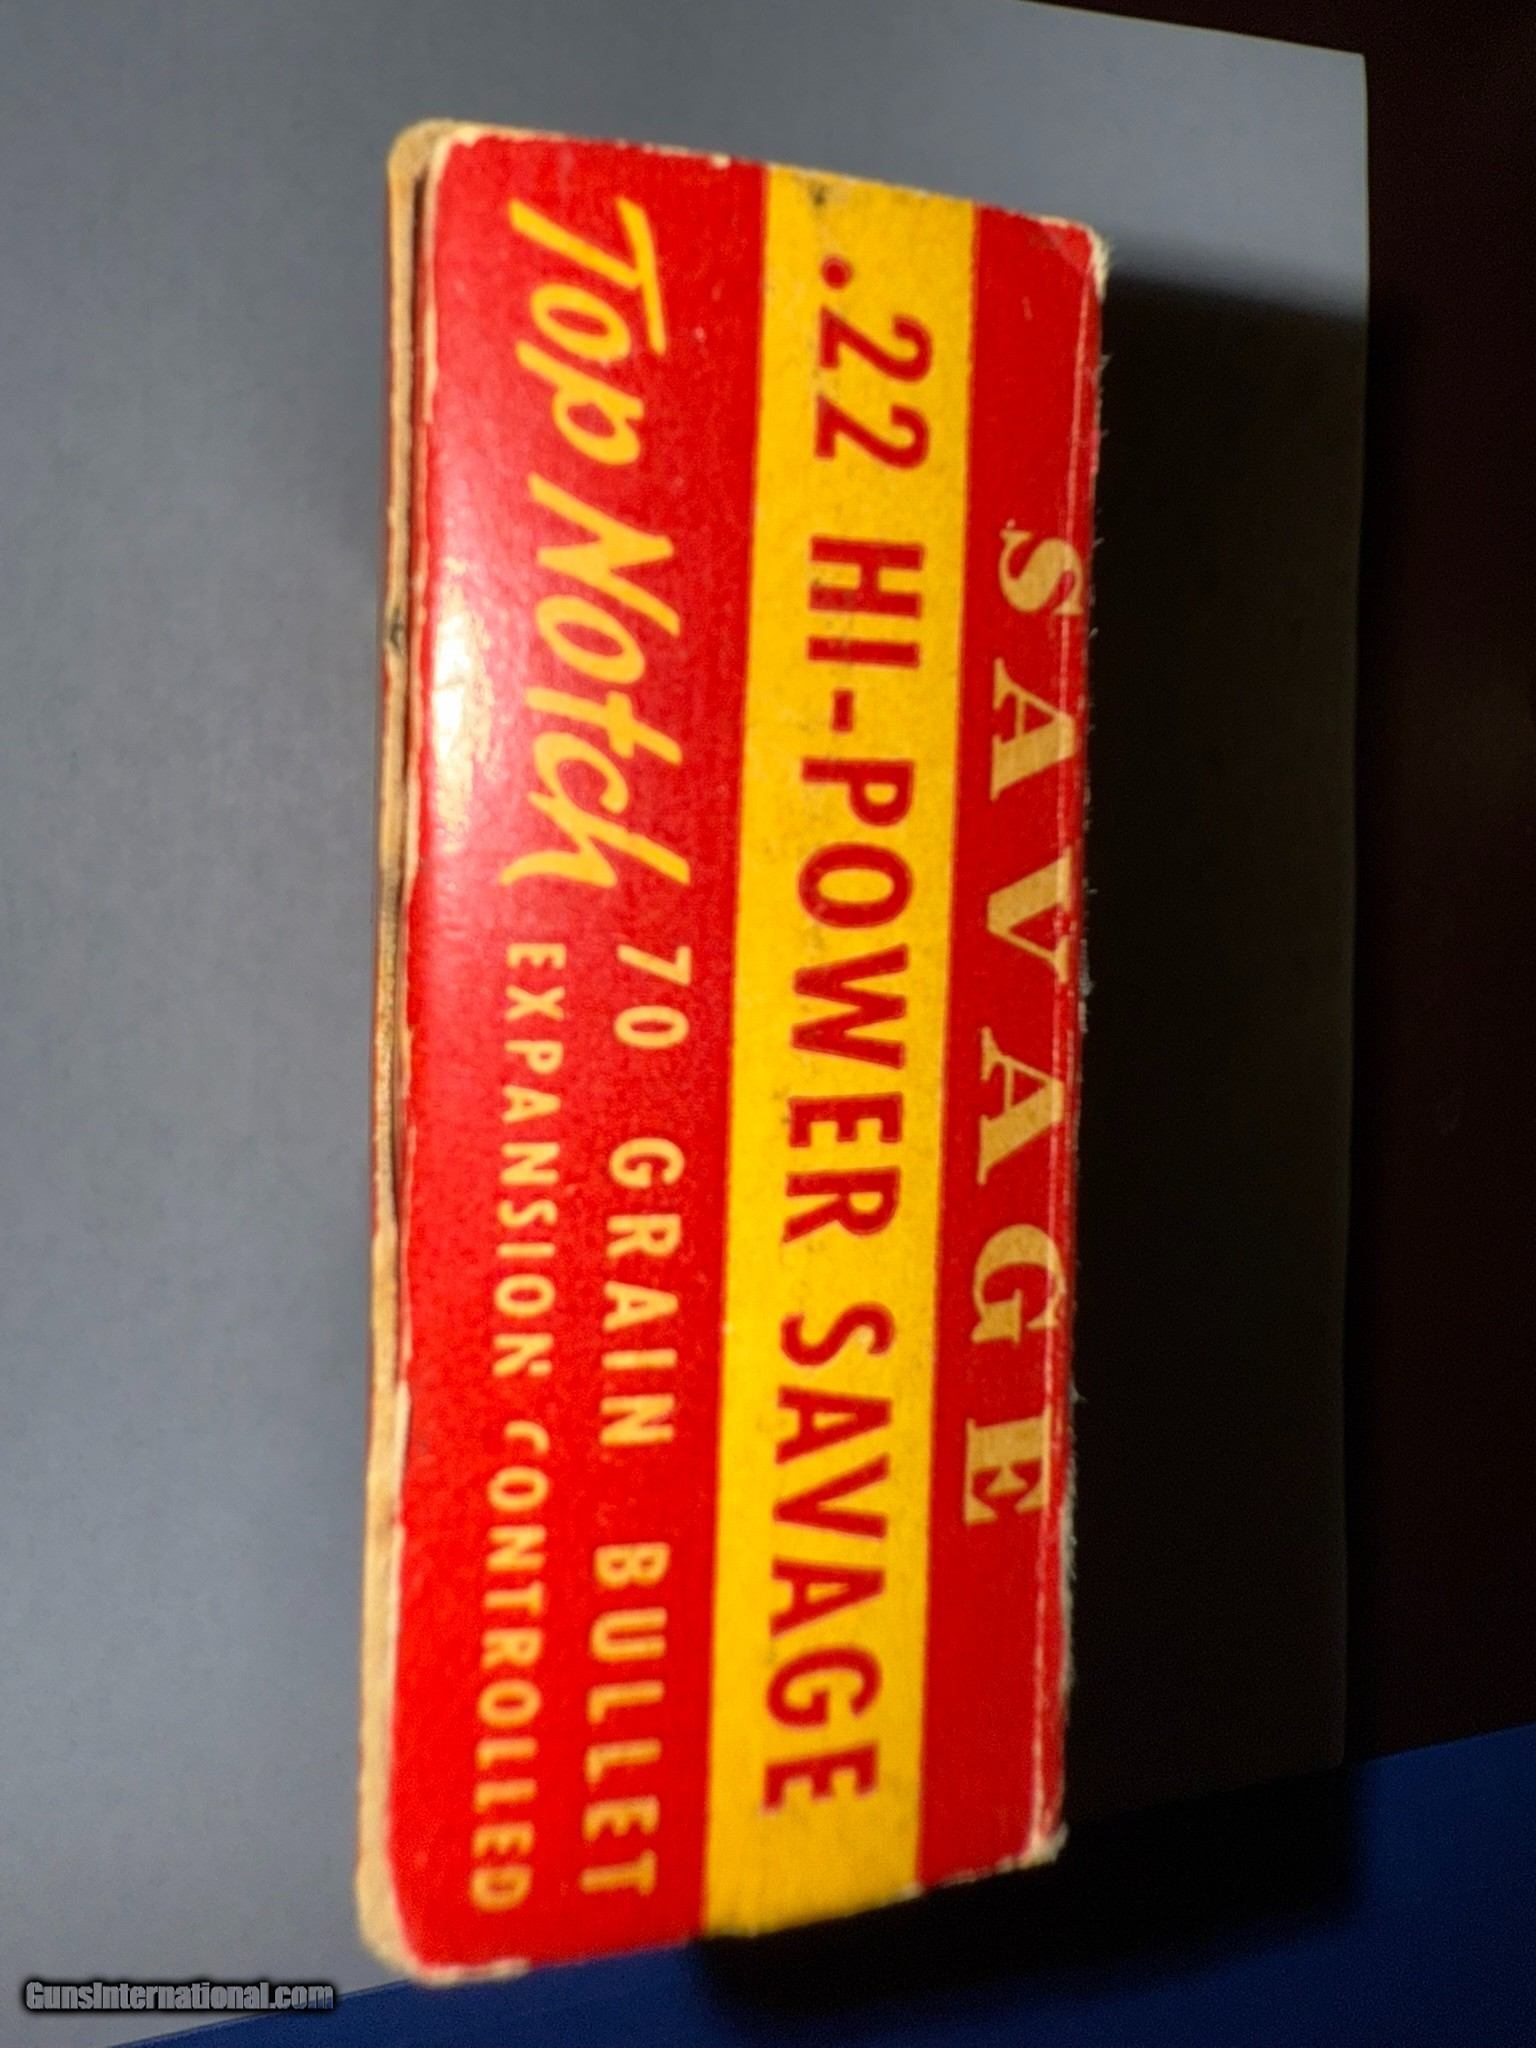 SAVAGE
.22 HI-POWER SAVAGE
Top Notch
70 GRAIN BULLET
EXPANSION CONTROLLED
GunsInternational.com